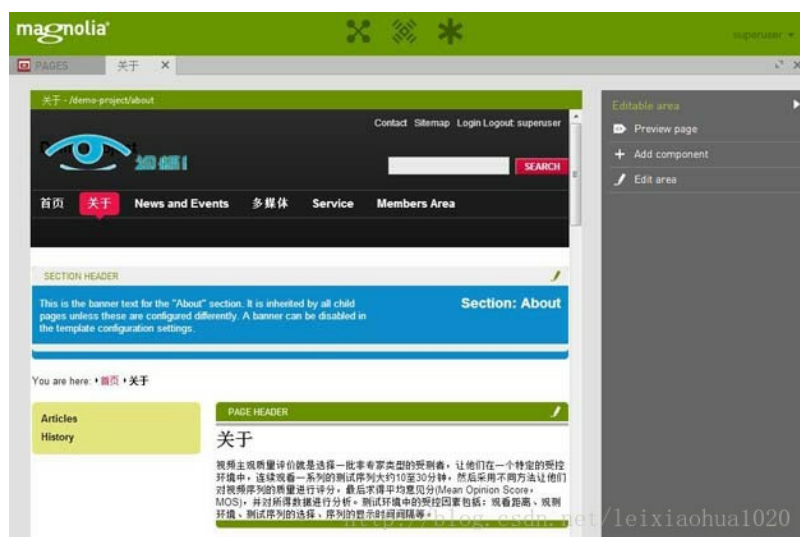 magnolia
superuser
PAGES
关于
关于 - /demo-project/about
Contact Sitemap Login Logout: superuser
SEARCH
首页 关于 News and Events 多媒体 Service Members Area
SECTION HEADER
This is the banner text for the "About" section. It is inherited by all child
pages unless these are configured differently. A banner can be disabled in
the template configuration settings.
Section: About
You are here: 首页 关于
Articles
History
PAGE HEADER
关于
视频主观质量评价就是选择一批非专家类型的受测者，让他们在一个特定的受控
环境中，连续观看一系列的测试序列大约10至30分钟，然后采用不同方法让他们
对视频序列的质量进行评分，最后求得平均意见分(Mean Opinion Score，
MOS)，并对所得数据进行分析。测试环境中的受控因素包括：观看距离、观测
环境、测试序列的选择、序列的显示时间间隔等。
Editable area
Preview page
Add component
Edit area
http://blog.csdn.net/leixiaohua1020